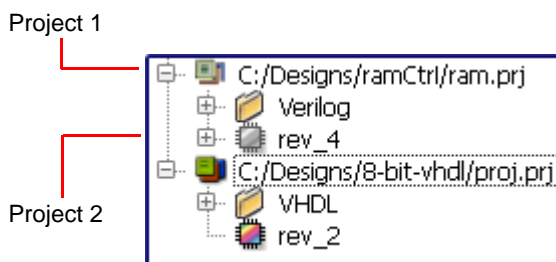 Project 1
C:/Designs/ramCtrl/ram.prj
Verilog
rev_4
C:/Designs/8-bit-vhdl/proj.prj
VHDL
Project 2
rev_2